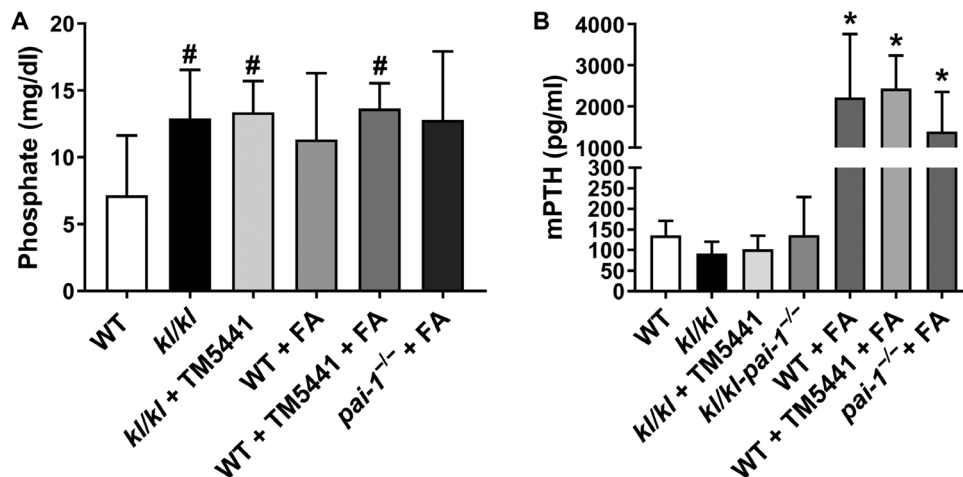 A
Phosphate (mg/dl)
20
15
10
5
0
#
#
#
WT
kl/kl
kl/kl + TM5441
WT + FA
WT + TM5441 + FA
pai-1⁻/⁻ + FA
B
mPTH (pg/ml)
4000
3000
2000
1000
300
250
200
150
100
50
0
*
*
*
WT
kl/kl
kl/kl + TM5441
kl/kl-pai-1⁻/⁻
WT + FA
WT + TM5441 + FA
pai-1⁻/⁻ + FA